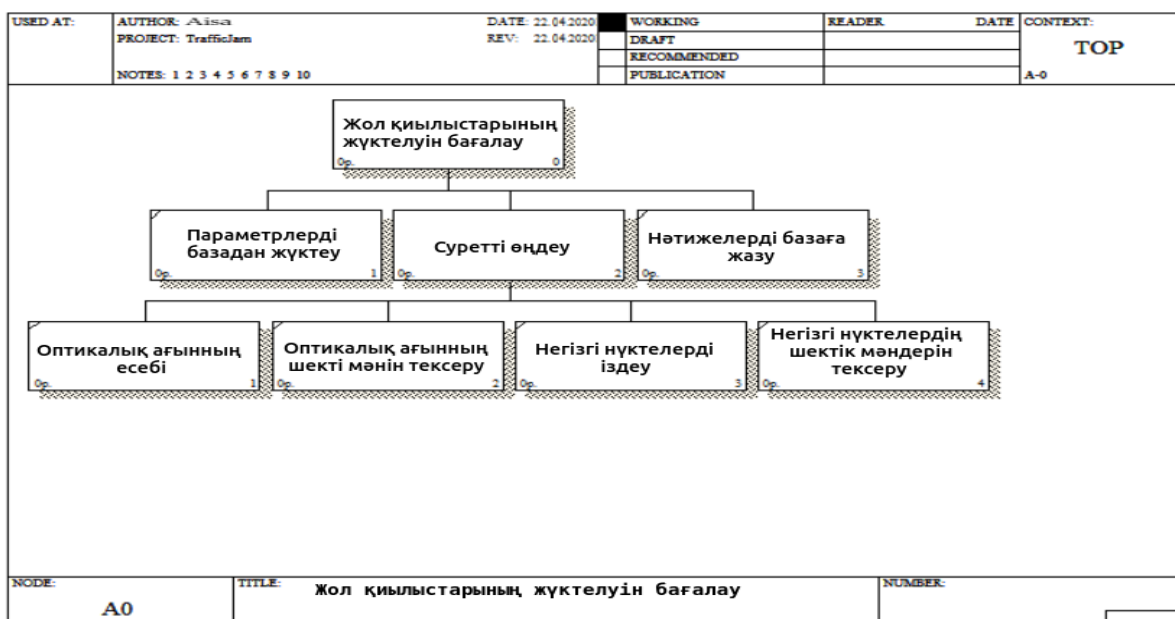 USED AT:
AUTHOR: Aisa
DATE: 22.04.2020
WORKING
READER
DATE
CONTEXT:
PROJECT: TrafficJam
REV: 22.04.2020
DRAFT
TOP
RECOMMENDED
NOTES: 1 2 3 4 5 6 7 8 9 10
PUBLICATION
A-0
Жол қиылыстарының
жүктелуін бағалау
0р.
0
Параметрлерді
базадан жүктеу
0р.
1
Суретті өңдеу
0р.
2
Нәтижелерді базаға
жазу
3
Оптикалық ағынның
есебі
0р.
1
Оптикалық ағынның
шекті мәнін тексеру
0р.
2
Негізгі нүктелерді
іздеу
0р.
3
Негізгі нүктелердің
шектік мәндерін
тексеру
0р.
4
NODE:
A0
TITLE:
Жол қиылыстарының жүктелуін бағалау
NUMBER: